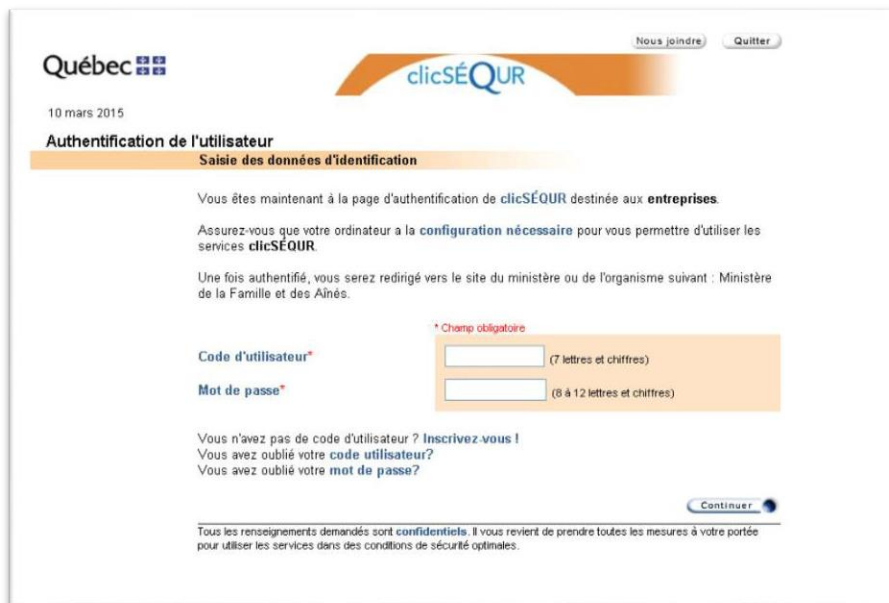 Nous joindre Quitter
Québec
clicSÉQUR
10 mars 2015
Authentification de l'utilisateur
Saisie des données d'identification
Vous êtes maintenant à la page d'authentification de clicSÉQUR destinée aux entreprises.
Assurez-vous que votre ordinateur a la configuration nécessaire pour vous permettre d'utiliser les
services clicSÉQUR.
Une fois authentifié, vous serez redirigé vers le site du ministère ou de l'organisme suivant : Ministère
de la Famille et des Aînés.
* Champ obligatoire
Code d'utilisateur* (7 lettres et chiffres)
Mot de passe* (8 à 12 lettres et chiffres)
Vous n'avez pas de code d'utilisateur ? Inscrivez-vous !
Vous avez oublié votre code utilisateur?
Vous avez oublié votre mot de passe?
Continuer
Tous les renseignements demandés sont confidentiels. Il vous revient de prendre toutes les mesures à votre portée
pour utiliser les services dans des conditions de sécurité optimales.